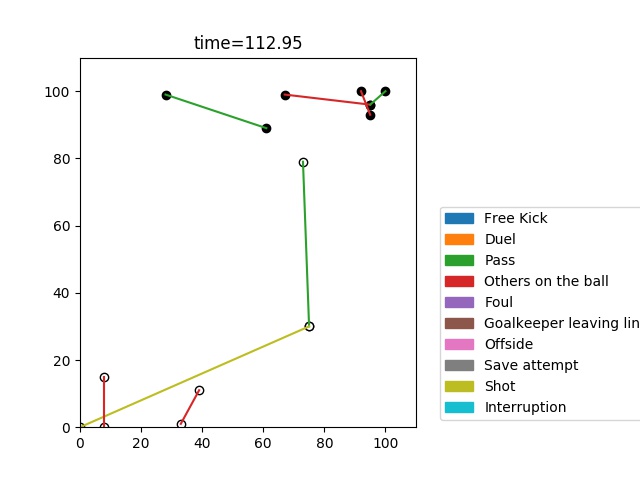 time=112.95
100
80
60
40
20
0
0 20 40 60 80 100
Free Kick
Duel
Pass
Others on the ball
Foul
Goalkeeper leaving lin
Offside
Save attempt
Shot
Interruption